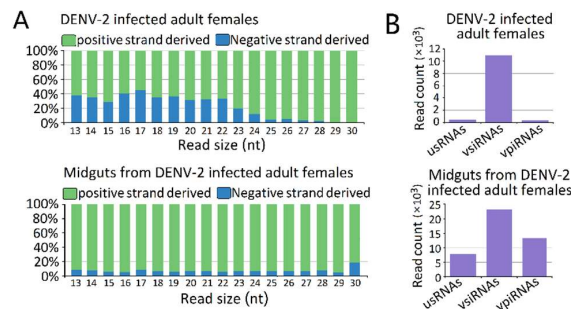 A
DENV-2 infected adult females
positive strand derived Negative strand derived
100%
80%
60%
40%
20%
13 14 15 16 17 18 19 20 21 22 23 24 25 26 27 28 29 30
Read size (nt)
Midguts from DENV-2 infected adult females
positive strand derived Negative strand derived
100%
80%
60%
40%
20%
13 14 15 16 17 18 19 20 21 22 23 24 25 26 27 28 29 30
Read size (nt)
B
DENV-2 infected
adult females
Read count (×10³)
12
10
8
6
4
2
0
usRNAs vsiRNAs vpiRNAs
Midguts from DENV-2
infected adult females
Read count (×10³)
25
20
15
10
5
0
usRNAs vsiRNAs vpiRNAs